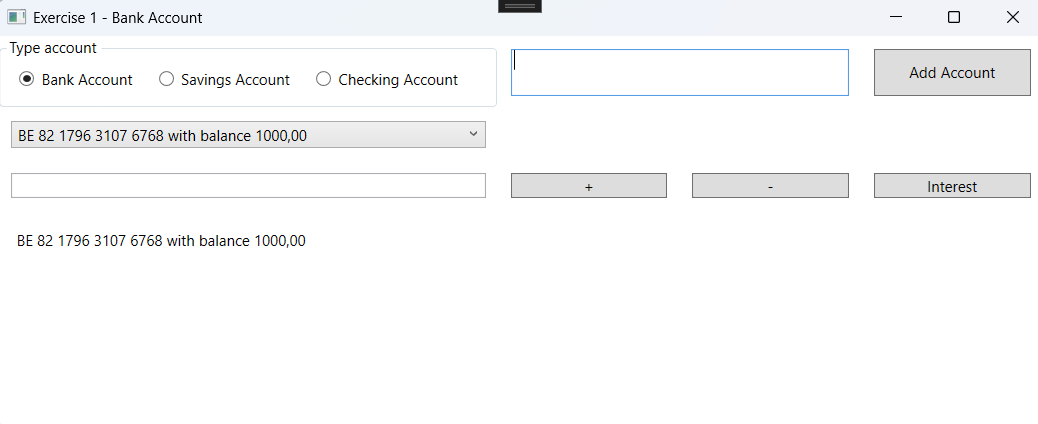 Exercise 1 - Bank Account
Type account
Bank Account Savings Account Checking Account
Add Account
BE 82 1796 3107 6768 with balance 1000,00
+ - Interest
BE 82 1796 3107 6768 with balance 1000,00